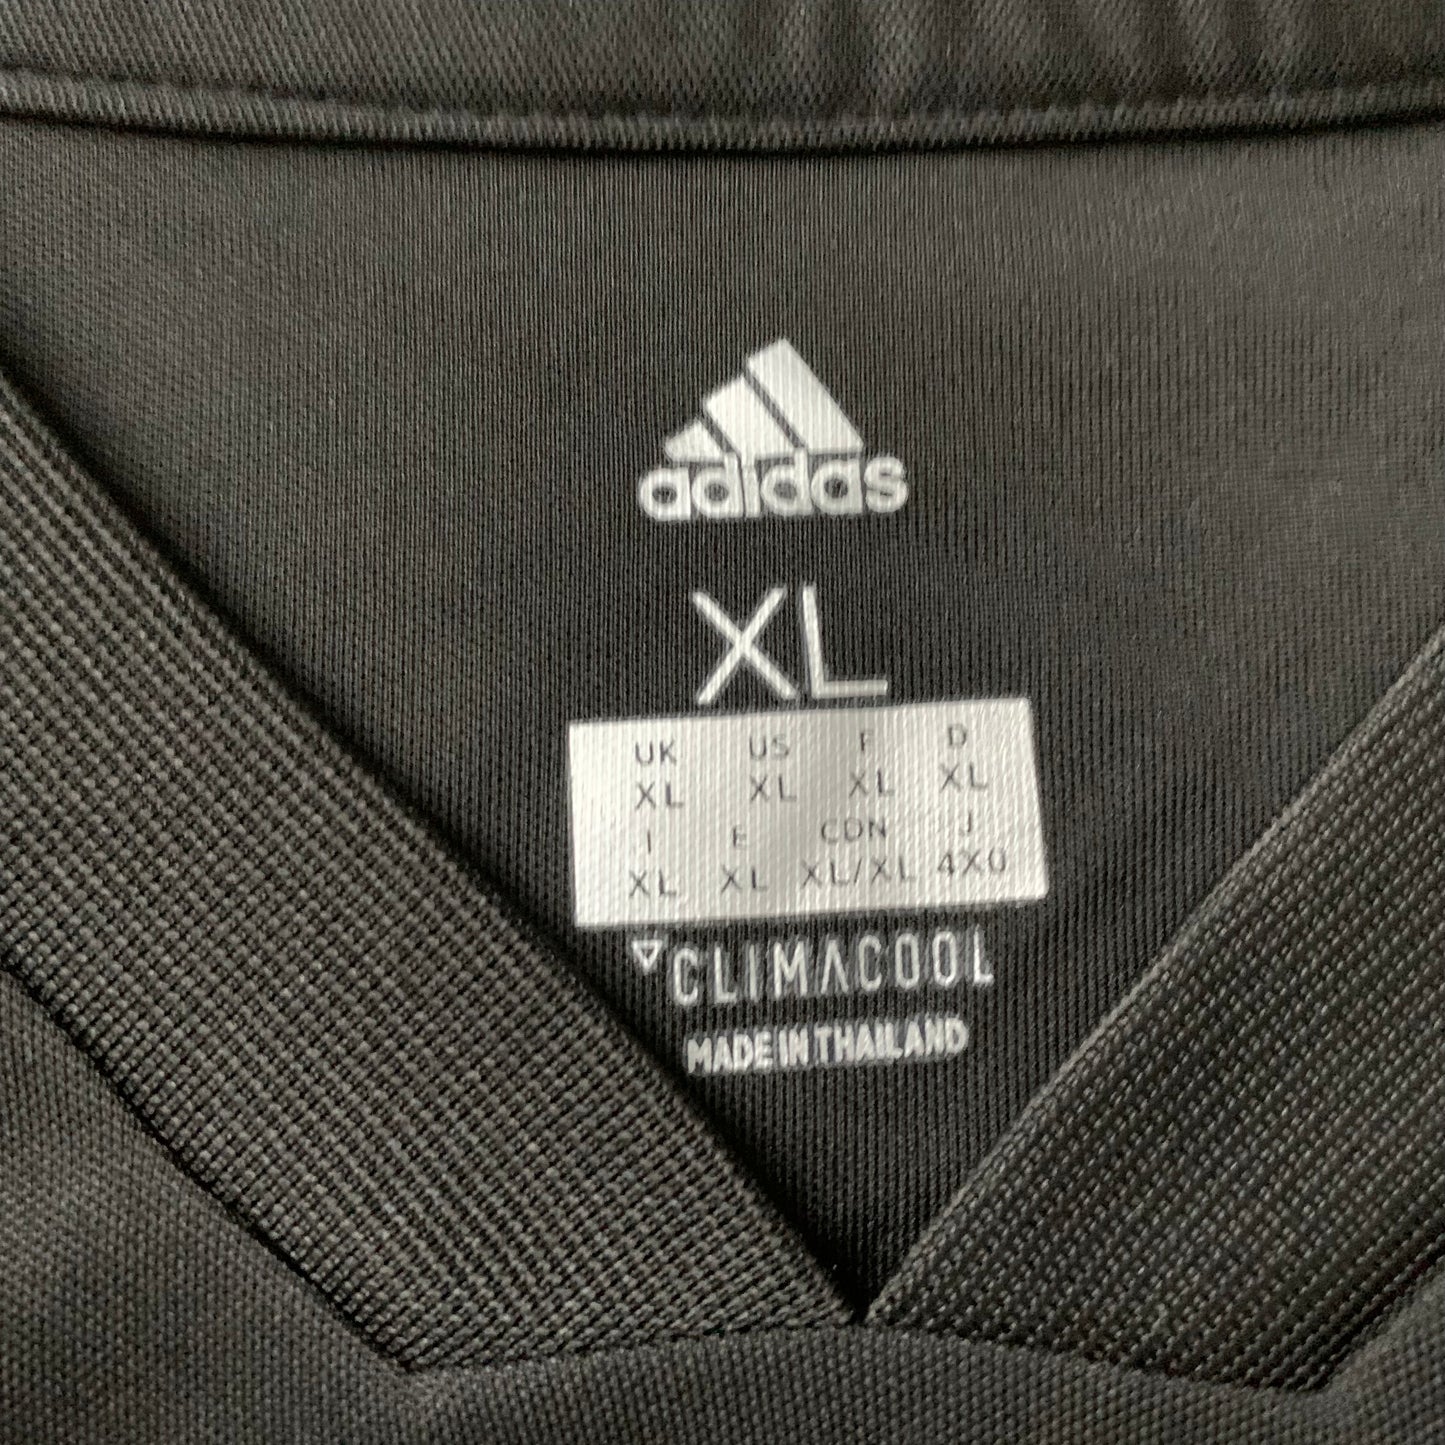 adidas
XL
UK US F D
XL XL XL XL
I E CDN J
XL XL XL/XL 4XO
CLIMACOOL
MADE IN THAILAND